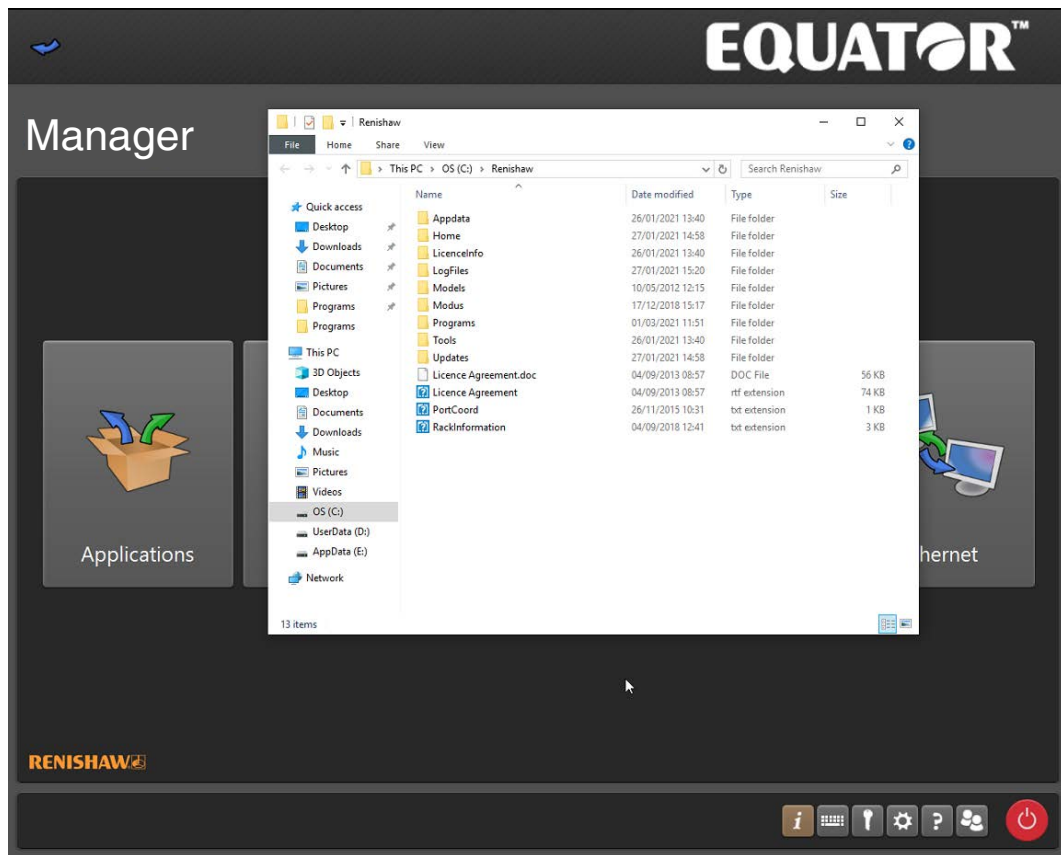 EQUATOR™
Manager
Renishaw
File Home Share View
This PC > OS (C:) > Renishaw
Search Renishaw
Name Date modified Type Size
Quick access
Desktop
Downloads
Documents
Pictures
Programs
Programs
This PC
3D Objects
Desktop
Documents
Downloads
Music
Pictures
Videos
OS (C:)
UserData (D:)
AppData (E:)
Network
Appdata 26/01/2021 13:40 File folder
Home 27/01/2021 14:58 File folder
LicenceInfo 26/01/2021 13:40 File folder
LogFiles 27/01/2021 15:20 File folder
Models 10/05/2012 12:15 File folder
Modus 17/12/2018 15:17 File folder
Programs 01/03/2021 11:51 File folder
Tools 26/01/2021 13:40 File folder
Updates 27/01/2021 14:58 File folder
Licence Agreement.doc 04/09/2013 08:57 DOC File 56 KB
Licence Agreement 04/09/2013 08:57 rtf extension 74 KB
PortCoord 26/11/2015 10:31 txt extension 1 KB
RackInformation 04/09/2018 12:41 txt extension 3 KB
13 items
Applications
hernet
RENISHAW
i ?